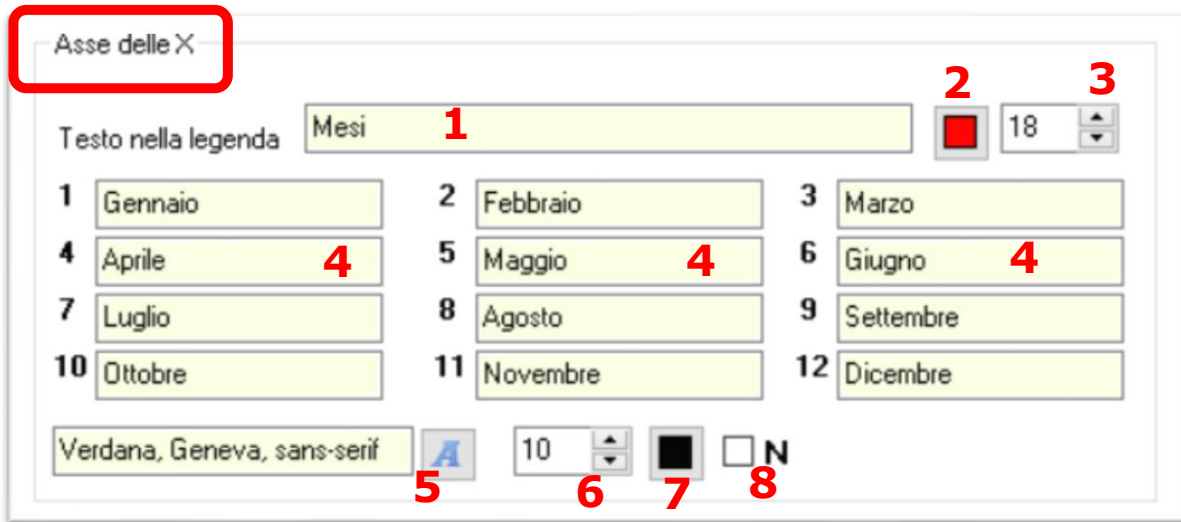 Asse delle X
2 3
Testo nella legenda Mesi 1 18
1 Gennaio 2 Febbraio 3 Marzo
4 Aprile 4 5 Maggio 4 6 Giugno 4
7 Luglio 8 Agosto 9 Settembre
10 Ottobre 11 Novembre 12 Dicembre
Verdana, Geneva, sans-serif A 10 N
5 6 7 8